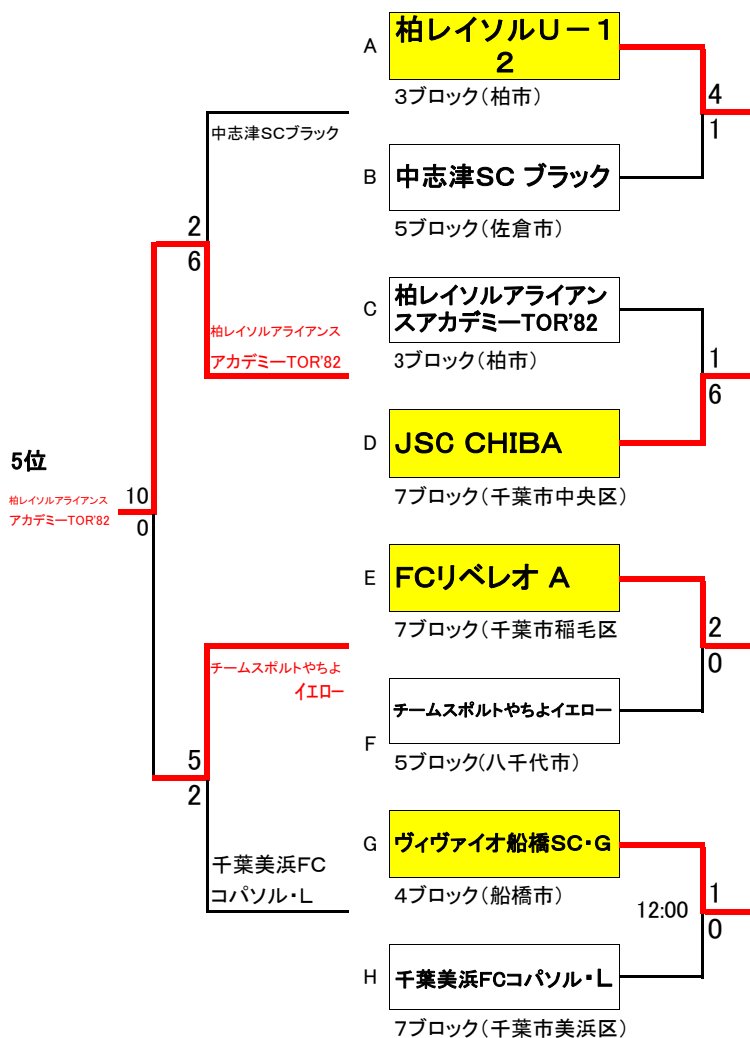 A
柏レイソルU－1
2
3ブロック(柏市)
4
1
中志津SCブラック
B
中志津SC ブラック
5ブロック(佐倉市)
2
6
C
柏レイソルアライアン
スアカデミーTOR'82
3ブロック(柏市)
1
6
柏レイソルアライアンス
アカデミーTOR'82
D
JSC CHIBA
7ブロック(千葉市中央区)
5位
柏レイソルアライアンス
アカデミーTOR'82
10
0
E
FCリベレオ A
7ブロック(千葉市稲毛区
2
0
チームスポルトやちよ
イエロー
F
チームスポルトやちよイエロー
5ブロック(八千代市)
5
2
G
ヴィヴァイオ船橋SC・G
4ブロック(船橋市)
12:00
1
0
千葉美浜FC
コパソル・L
H
千葉美浜FCコパソル・L
7ブロック(千葉市美浜区)